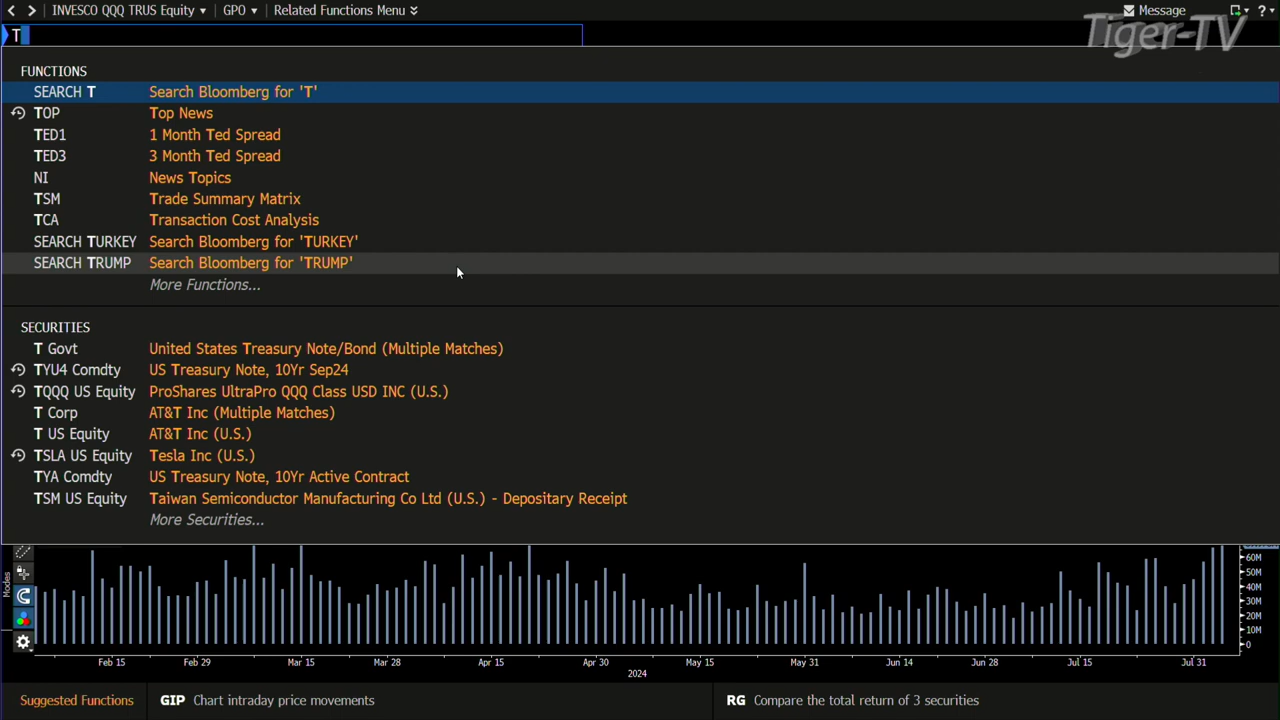 INVESCO QQQ TRUS Equity GPO Related Functions Menu Message ?
Tiger-TV
T
FUNCTIONS
SEARCH T Search Bloomberg for 'T'
TOP Top News
TED1 1 Month Ted Spread
TED3 3 Month Ted Spread
NI News Topics
TSM Trade Summary Matrix
TCA Transaction Cost Analysis
SEARCH TURKEY Search Bloomberg for 'TURKEY'
SEARCH TRUMP Search Bloomberg for 'TRUMP'
More Functions...
SECURITIES
T Govt United States Treasury Note/Bond (Multiple Matches)
TYU4 Comdty US Treasury Note, 10Yr Sep24
TQQQ US Equity ProShares UltraPro QQQ Class USD INC (U.S.)
T Corp AT&T Inc (Multiple Matches)
T US Equity AT&T Inc (U.S.)
TSLA US Equity Tesla Inc (U.S.)
TYA Comdty US Treasury Note, 10Yr Active Contract
TSM US Equity Taiwan Semiconductor Manufacturing Co Ltd (U.S.) - Depositary Receipt
More Securities...
Modes
60M
50M
40M
30M
20M
10M
0
Feb 15 Feb 29 Mar 15 Mar 28 Apr 15 Apr 30 May 15 May 31 Jun 14 Jun 28 Jul 15 Jul 31
2024
Suggested Functions GIP Chart intraday price movements RG Compare the total return of 3 securities